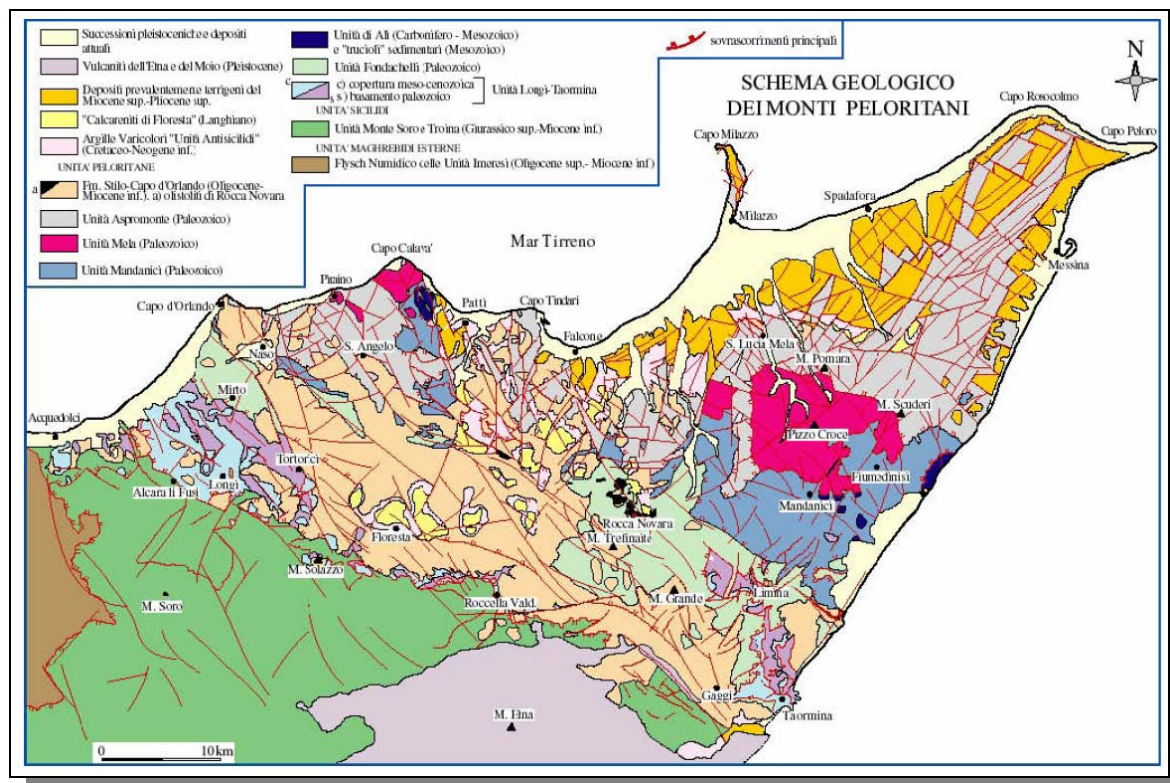 Successioni pleistoceniche e depositi
attuali
Vulcaniti dell'Etna e del Moio (Pleistocene)
Depositi prevalentemente terrigeni del
Miocene sup.-Pliocene sup.
"Calcareniti di Floresta" (Langhiano)
Argille Varicolori "Unità Antisicilidi"
(Cretaceo-Neogene inf.)
UNITA' PELORITANE
a
Fm. Stilo-Capo d'Orlando (Oligocene-
Miocene inf.). a) olistoliti di Rocca Novara
Unità Aspromonte (Paleozoico)
Unità Mela (Paleozoico)
Unità Mandanici (Paleozoico)
Unità di Alì (Carbonifero - Mesozoico)
e "trucioli" sedimentari (Mesozoico)
Unità Fondachelli (Paleozoico)
c
s
c) copertura meso-cenozoica
s) basamento paleozoico
Unità Longi-Taormina
UNITA' SICILIDI
Unità Monte Soro e Troina (Giurassico sup.-Miocene inf.)
UNITA' MAGHREBIDI ESTERNE
Flysch Numidico celle Unità Imeresi (Oligocene sup.- Miocene inf)
sovrascorrimenti principali
N
SCHEMA GEOLOGICO
DEI MONTI PELORITANI
Capo Rosocolmo
Capo Peloro
Capo Milazzo
Spadafora
Milazzo
Mar Tirreno
Messina
Capo Calava'
Piraino
Capo d'Orlando
Patti
Capo Tindari
Falcone
S. Lucia Mela
M. Pomara
Naso
S. Angelo
Mirto
M. Scuderi
Acquedolci
Pizzo Croce
Tortorici
Longi
Alcara li Fusi
Fiumedinisi
Mandanici
Rocca Novara
Floresta
M. Trefinaite
M. Solazzo
M. Soro
Roccella Vald.
M. Grande
Limina
Gaggi
Taormina
M. Etna
0
10 km